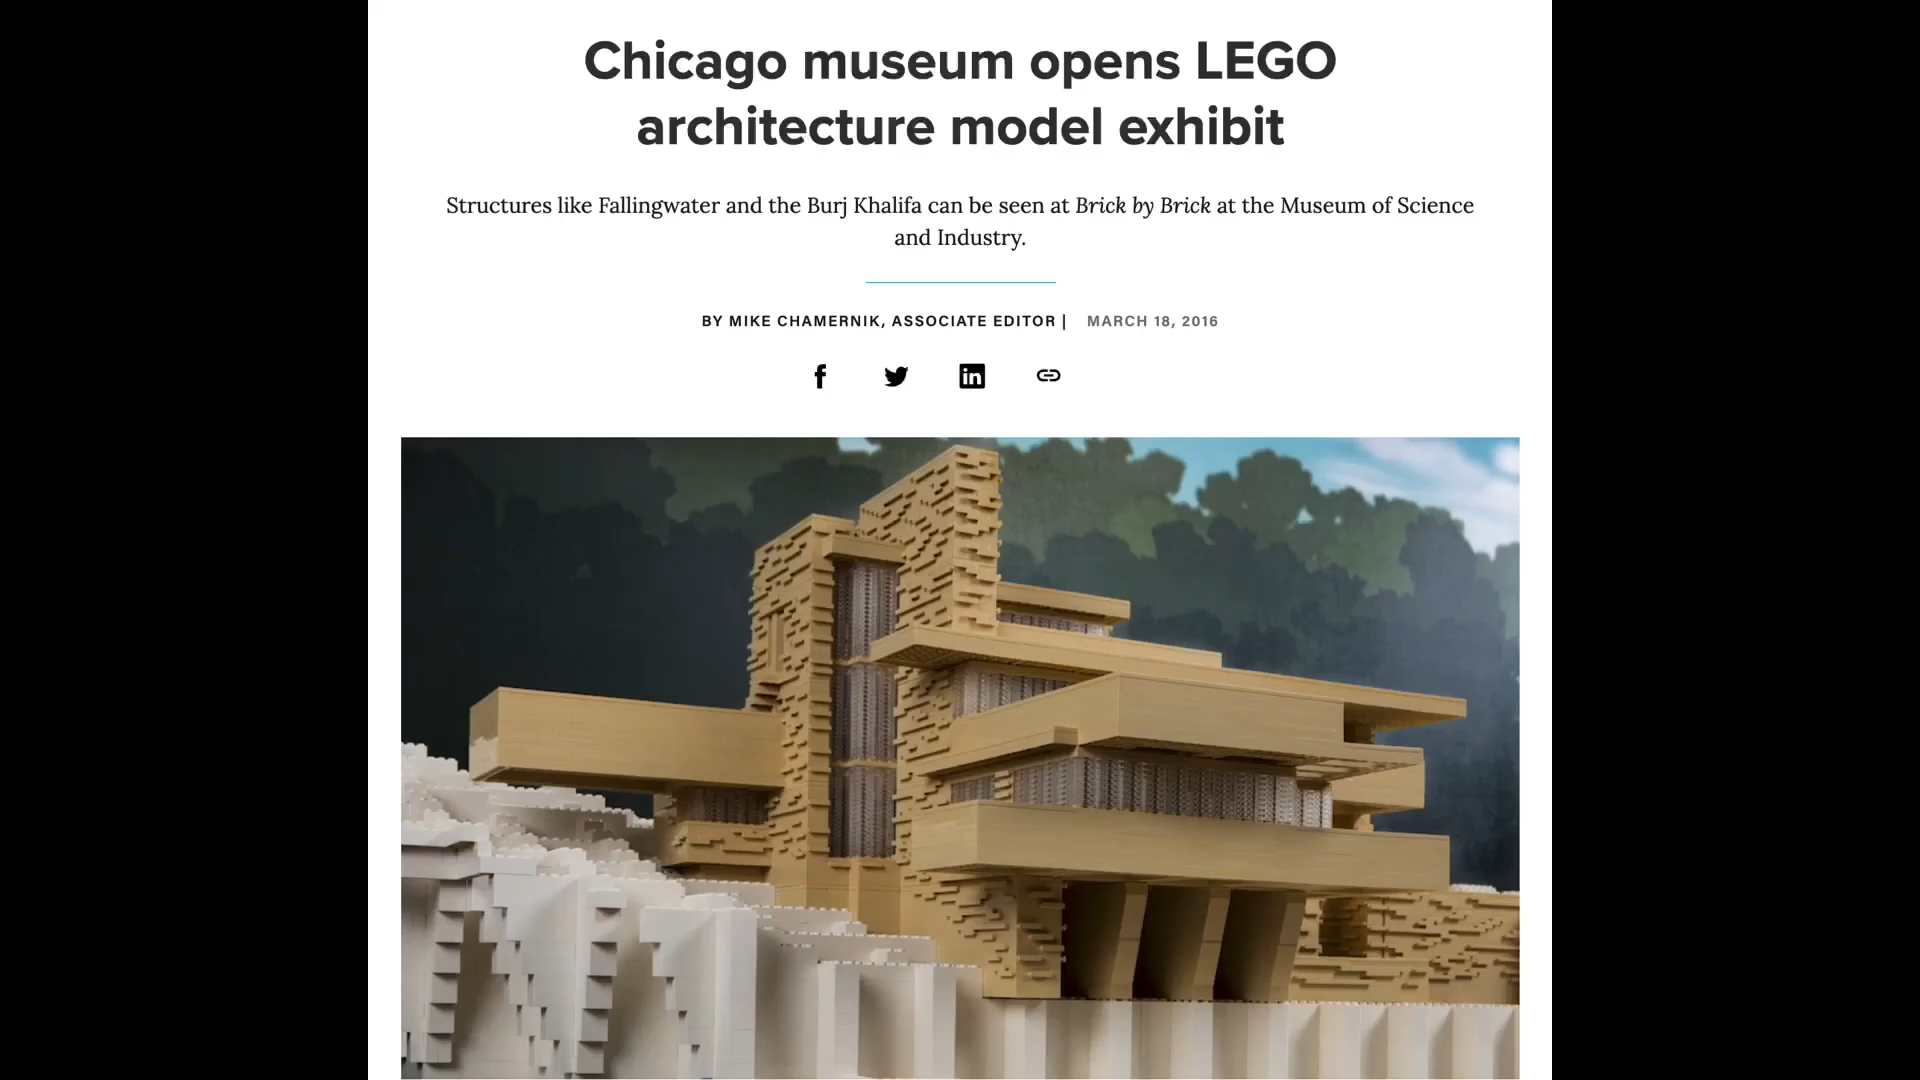 Chicago museum opens LEGO
architecture model exhibit
Structures like Fallingwater and the Burj Khalifa can be seen at Brick by Brick at the Museum of Science
and Industry.
BY MIKE CHAMERNIK, ASSOCIATE EDITOR | MARCH 18, 2016